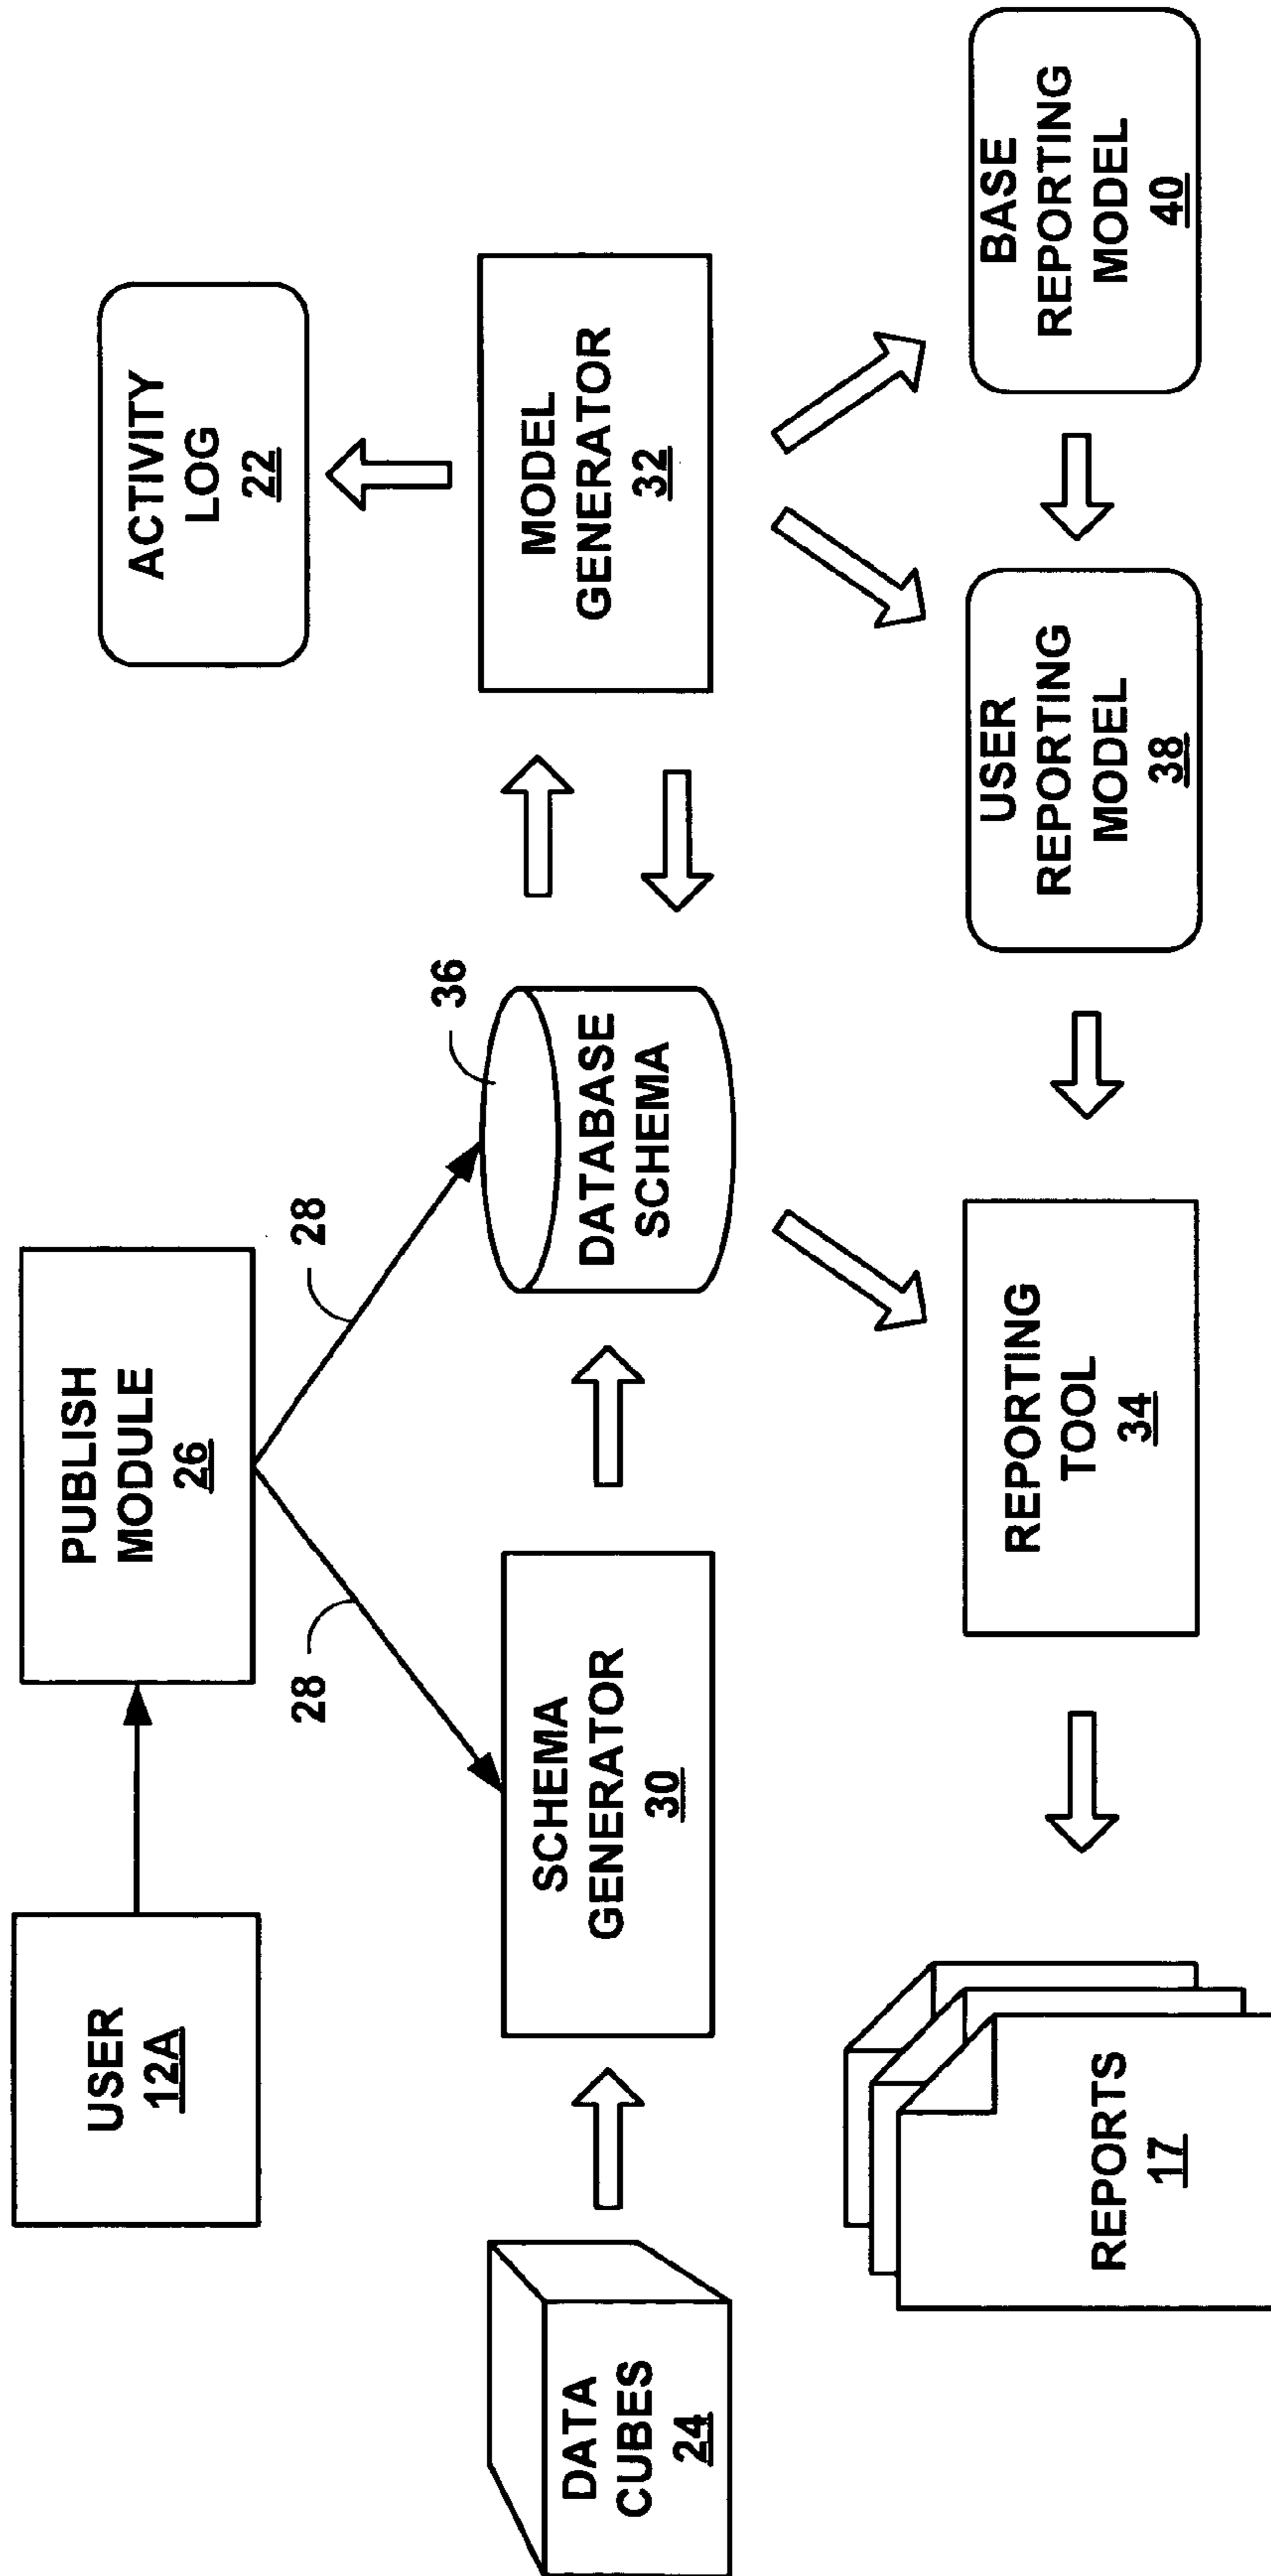 USER
12A
PUBLISH
MODULE
26
ACTIVITY
LOG
22
28
28
36
DATA
CUBES
24
SCHEMA
GENERATOR
30
DATABASE
SCHEMA
MODEL
GENERATOR
32
REPORTS
17
REPORTING
TOOL
34
USER
REPORTING
MODEL
38
BASE
REPORTING
MODEL
40